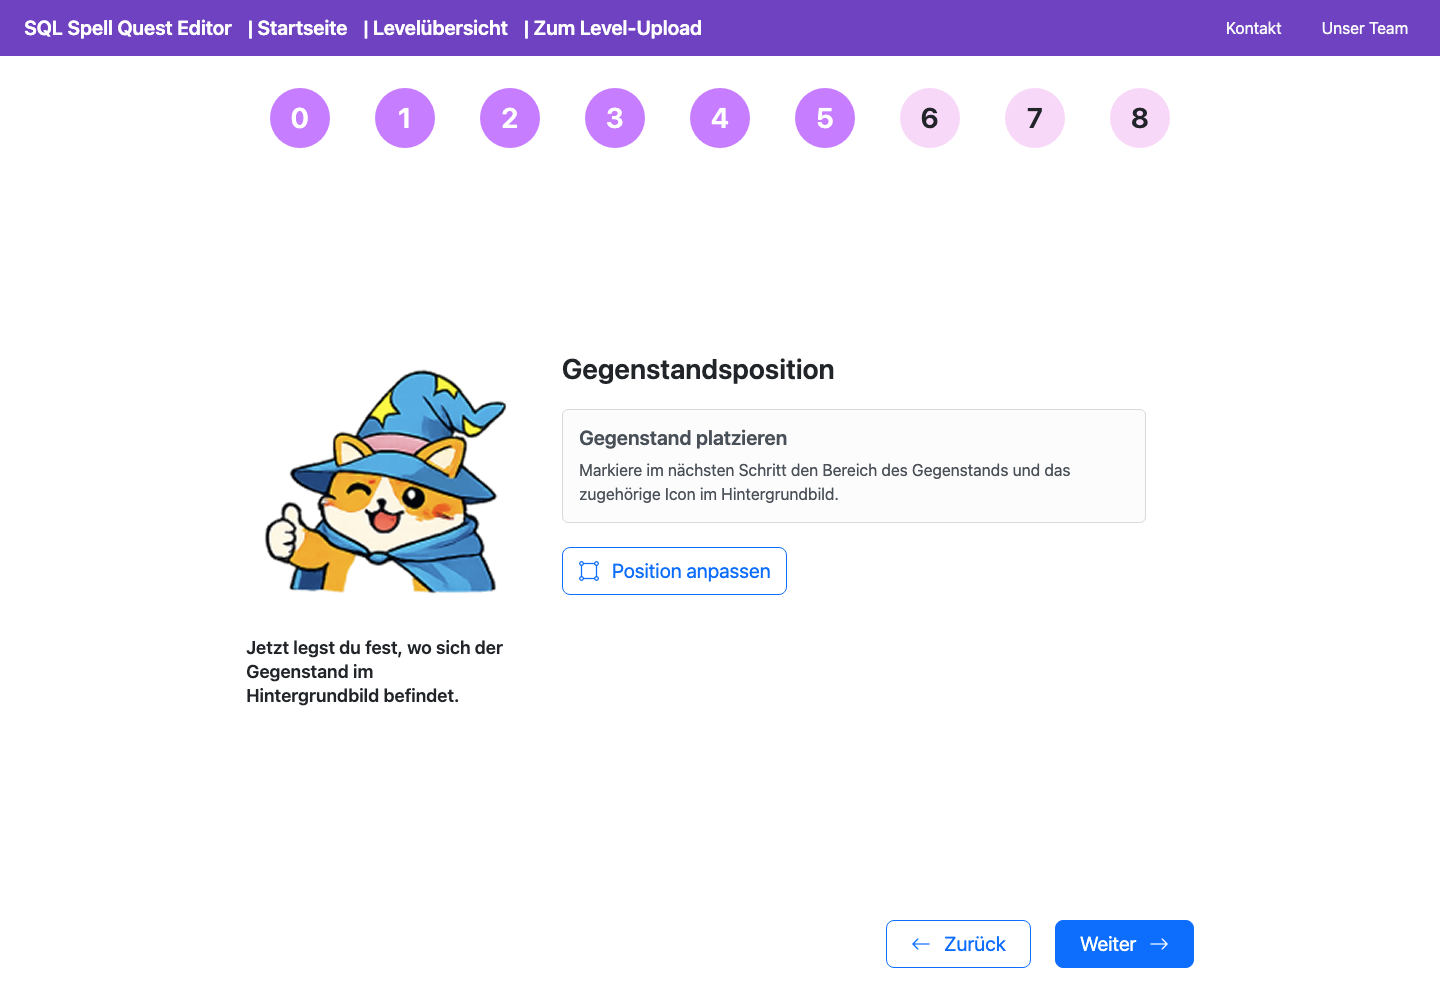 SQL Spell Quest Editor | Startseite | Levelübersicht | Zum Level-Upload Kontakt Unser Team
0 1 2 3 4 5 6 7 8
Gegenstandsposition
Gegenstand platzieren
Markiere im nächsten Schritt den Bereich des Gegenstands und das
zugehörige Icon im Hintergrundbild.
Position anpassen
Jetzt legst du fest, wo sich der
Gegenstand im
Hintergrundbild befindet.
Zurück
Weiter